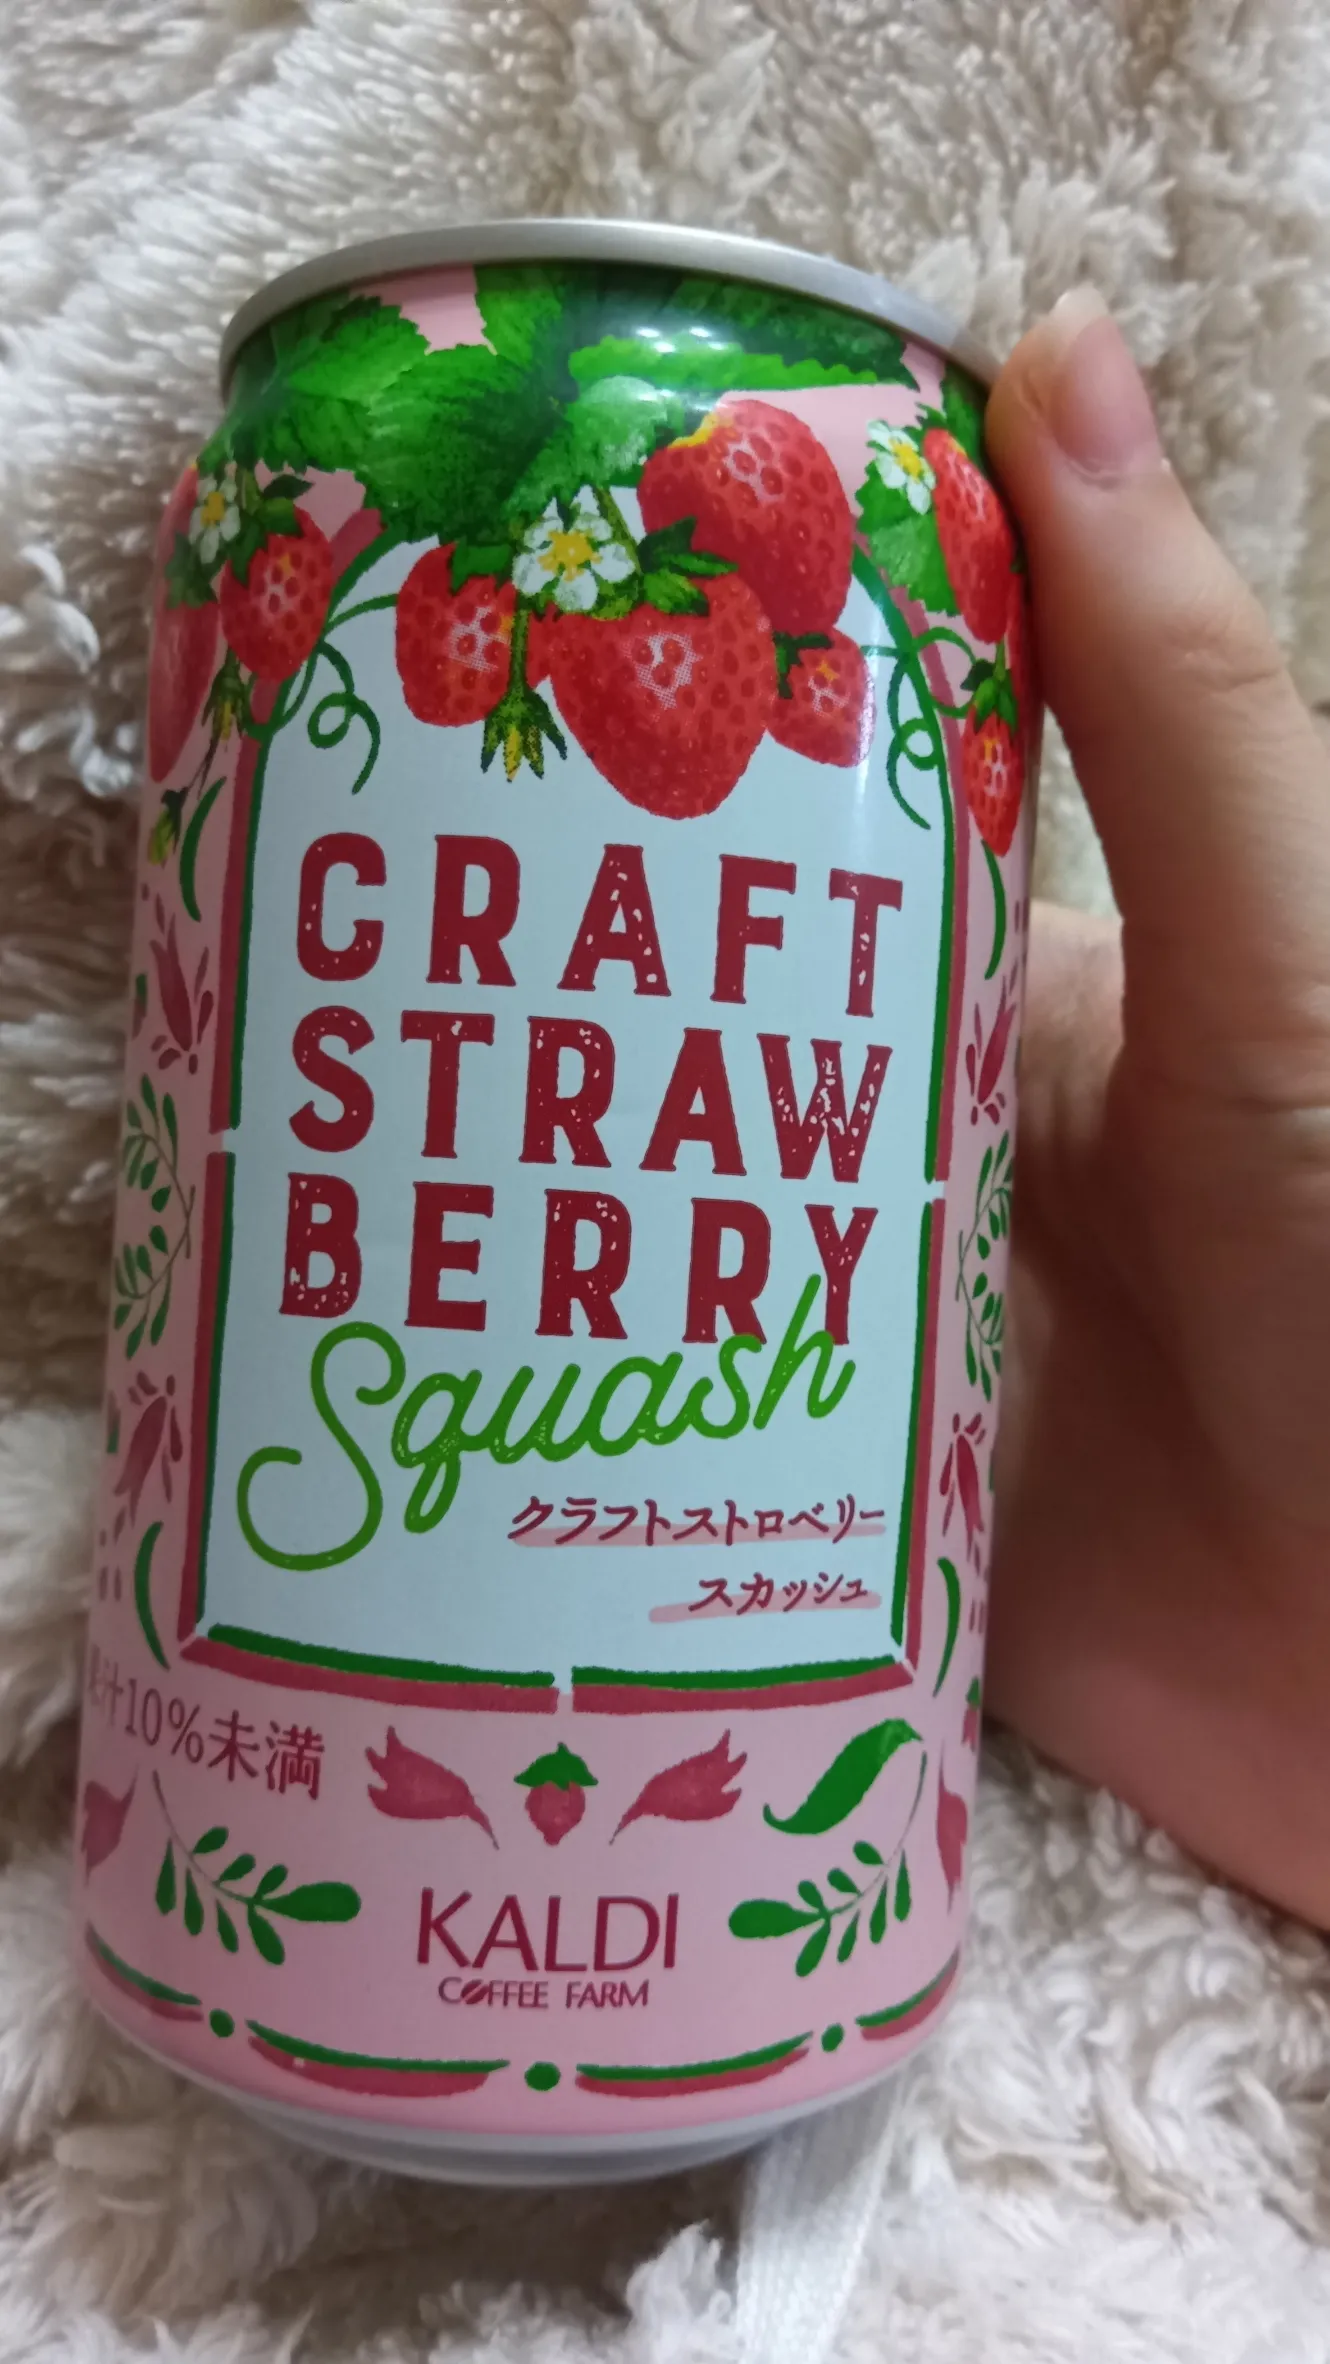 CRAFT
STRAW
BERRY
Squash
クラフトストロベリー
スカッシュ
果汁10%未満
KALDI
COFFEE FARM